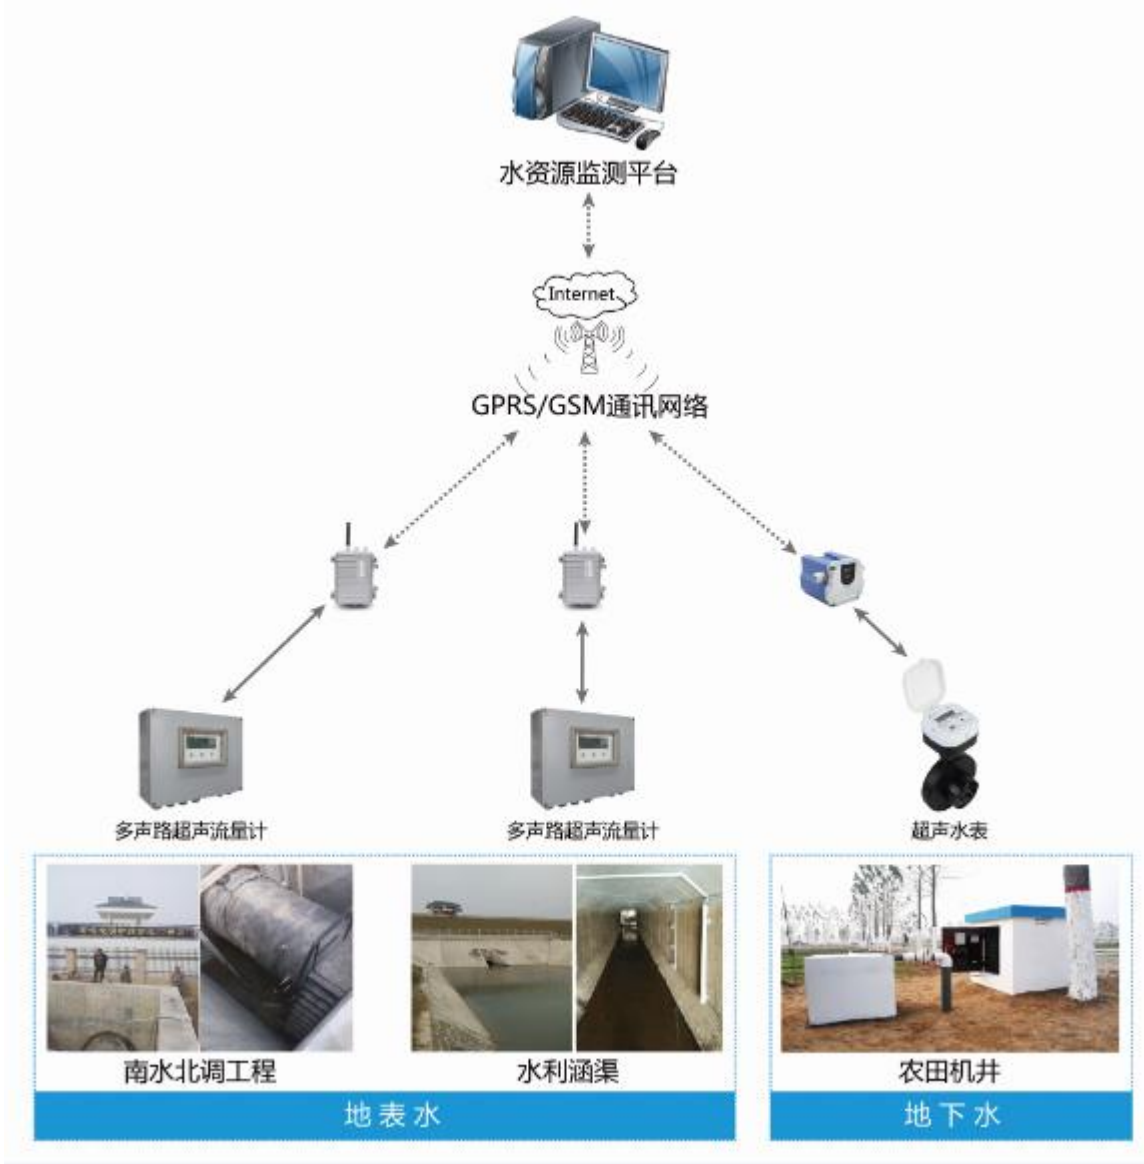 水资源监测平台
Internet
GPRS/GSM通讯网络
多声路超声流量计
多声路超声流量计
超声水表
南水北调工程
水利涵渠
农田机井
地表水
地下水